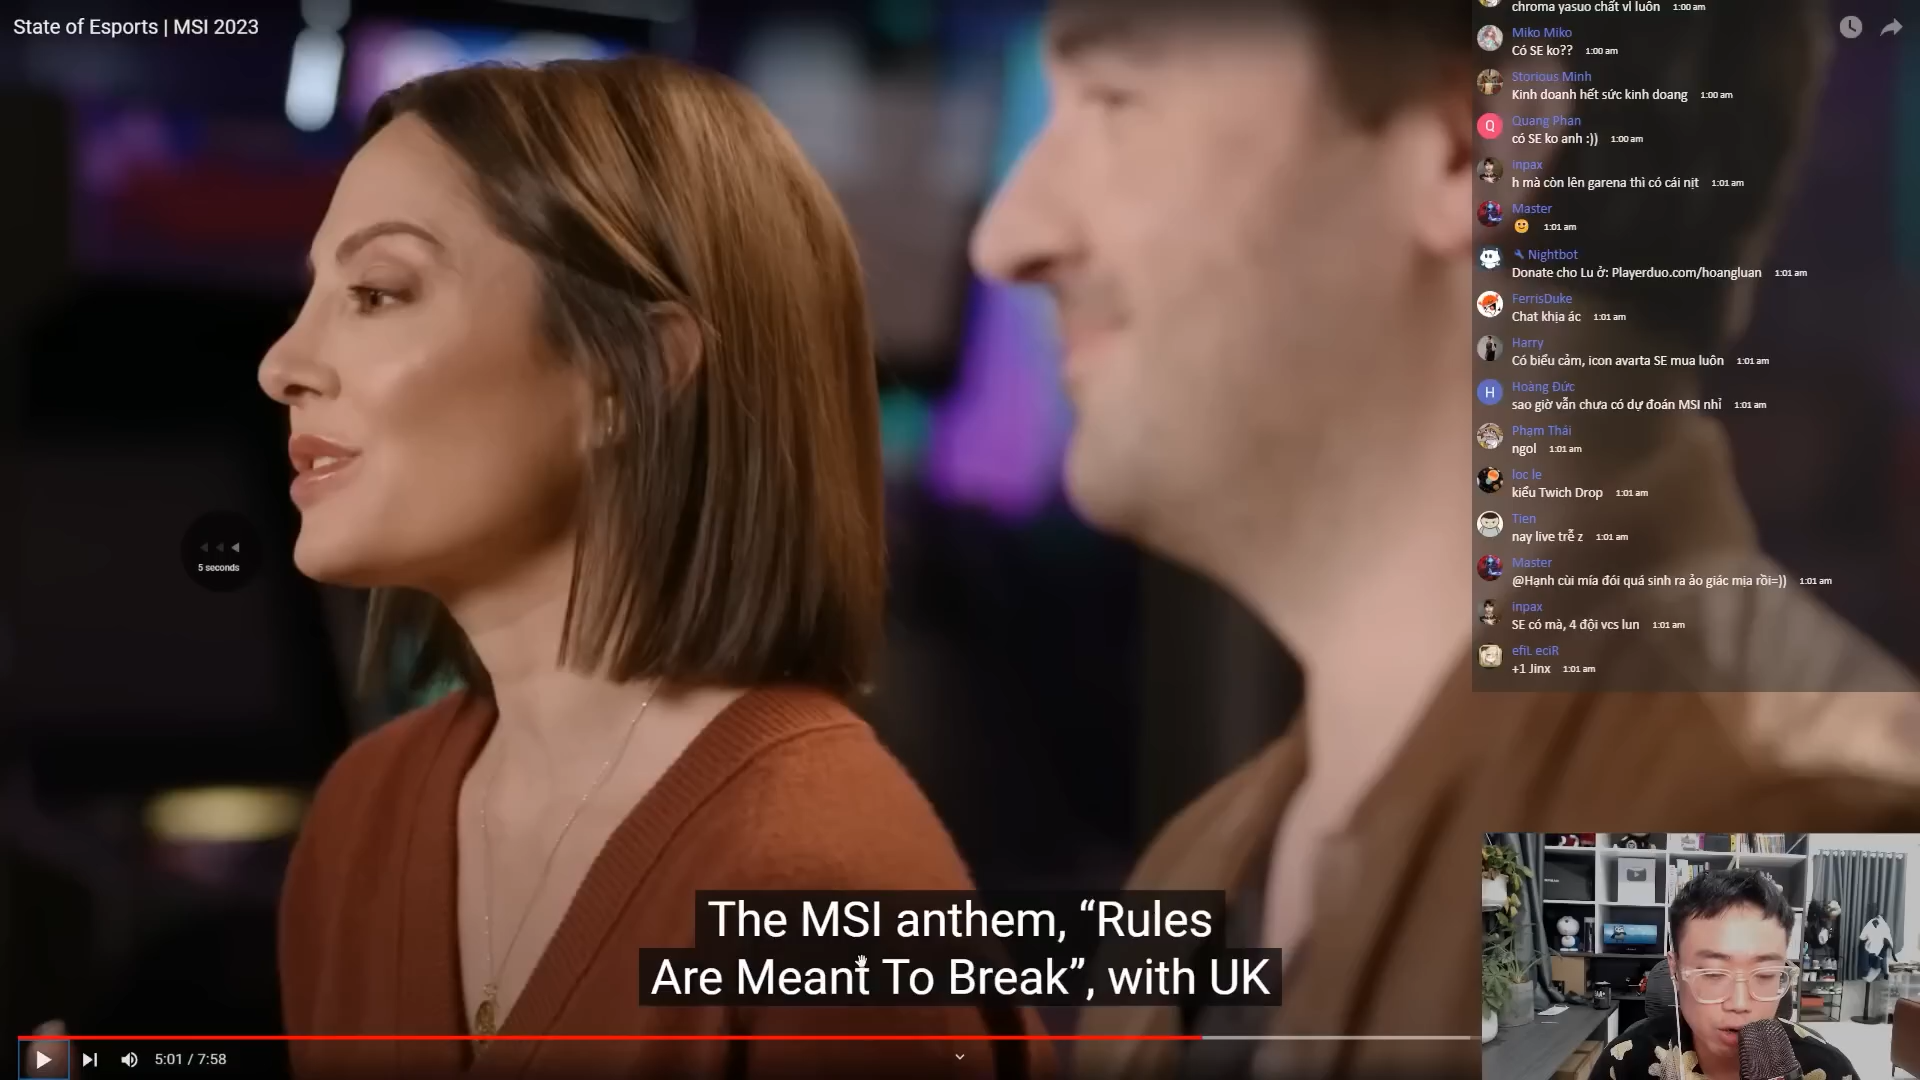 State of Esports | MSI 2023
chroma yasuo chất vl luôn 1:00 am
Miko Miko
Có SE ko?? 1:00 am
Storious Minh
Kinh doanh hết sức kinh doang 1:00 am
Q
Quang Phan
có SE ko anh :)) 1:00 am
inpax
h mà còn lên garena thì có cái nịt 1:01 am
Master
1:01 am
Nightbot
Donate cho Lu ở: Playerduo.com/hoangluan 1:01 am
FerrisDuke
Chat khịa ác 1:01 am
Harry
Có biểu cảm, icon avarta SE mua luôn 1:01 am
H
Hoàng Đức
sao giờ vẫn chưa có dự đoán MSI nhỉ 1:01 am
Phạm Thái
ngol 1:01 am
loc le
kiểu Twich Drop 1:01 am
Tien
nay live trễ z 1:01 am
Master
@Hạnh cùi mía đói quá sinh ra ảo giác mịa rồi=)) 1:01 am
inpax
SE có mà, 4 đội vcs lun 1:01 am
efiL eciR
+1 Jinx 1:01 am
5 seconds
The MSI anthem, “Rules
Are Meant To Break”, with UK
5:01 / 7:58